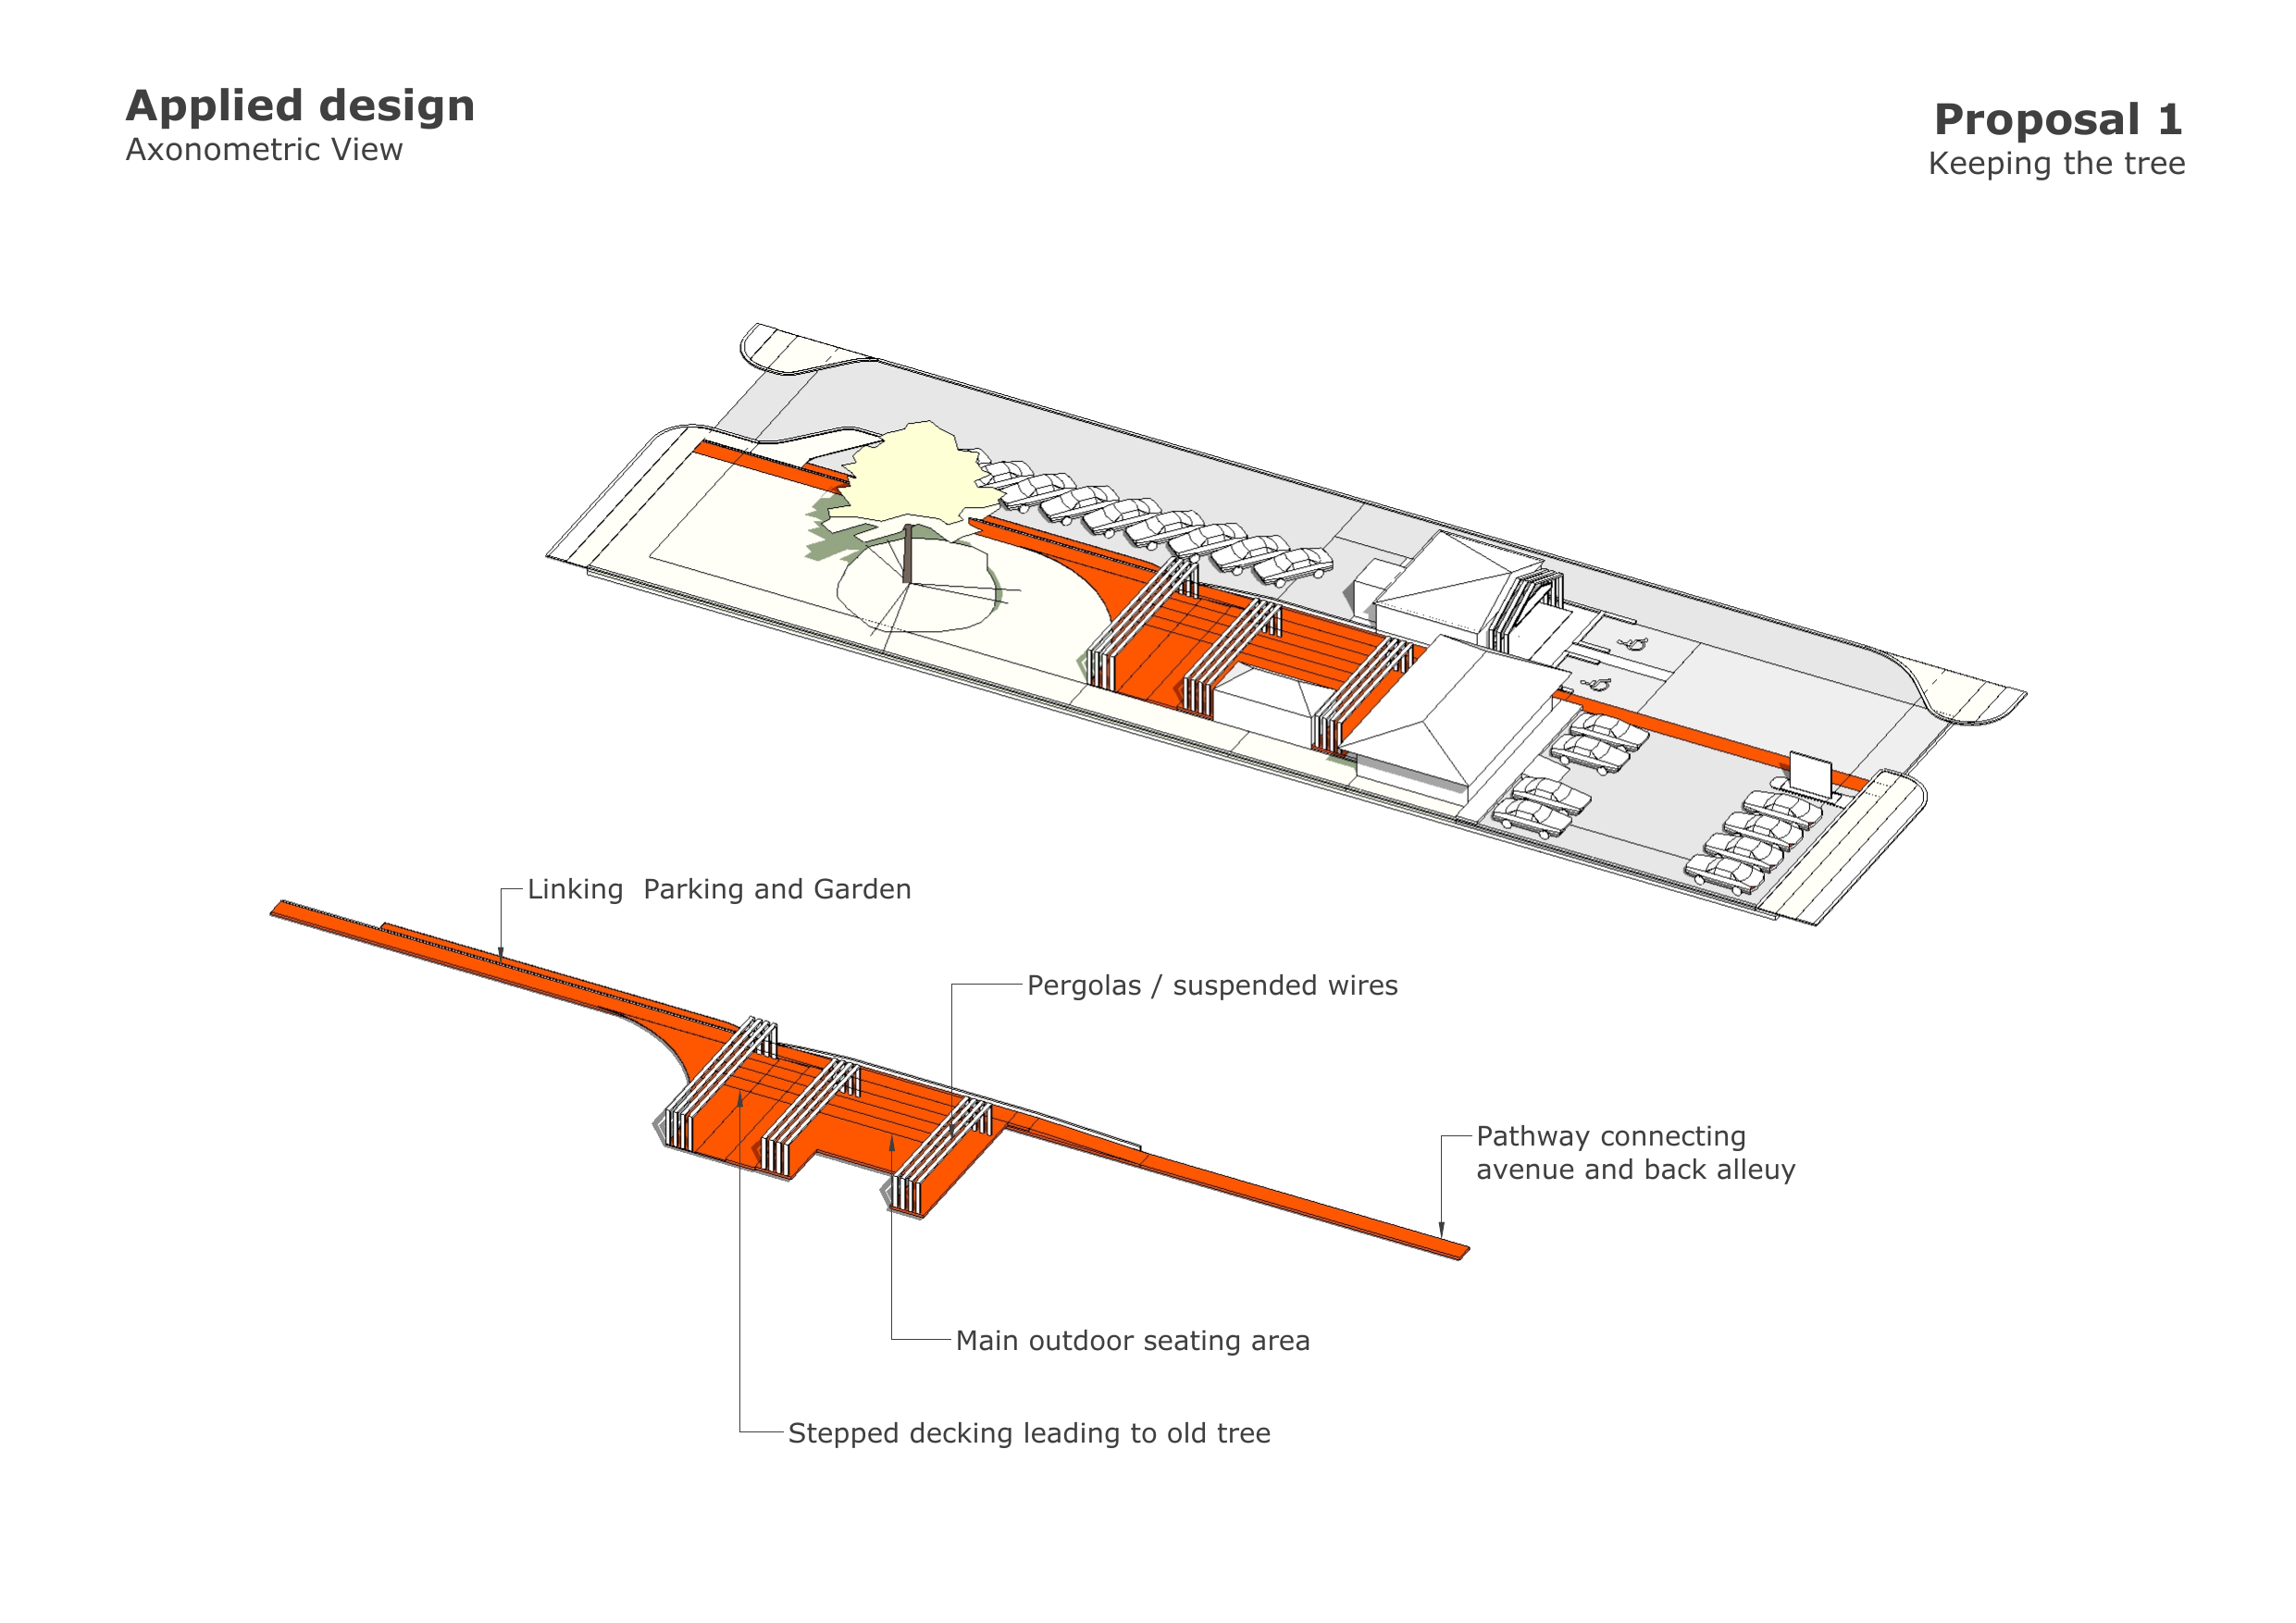 Applied design
Axonometric View
Proposal 1
Keeping the tree
Linking  Parking and Garden
Pergolas / suspended wires
Pathway connecting
avenue and back alleuy
Main outdoor seating area
Stepped decking leading to old tree